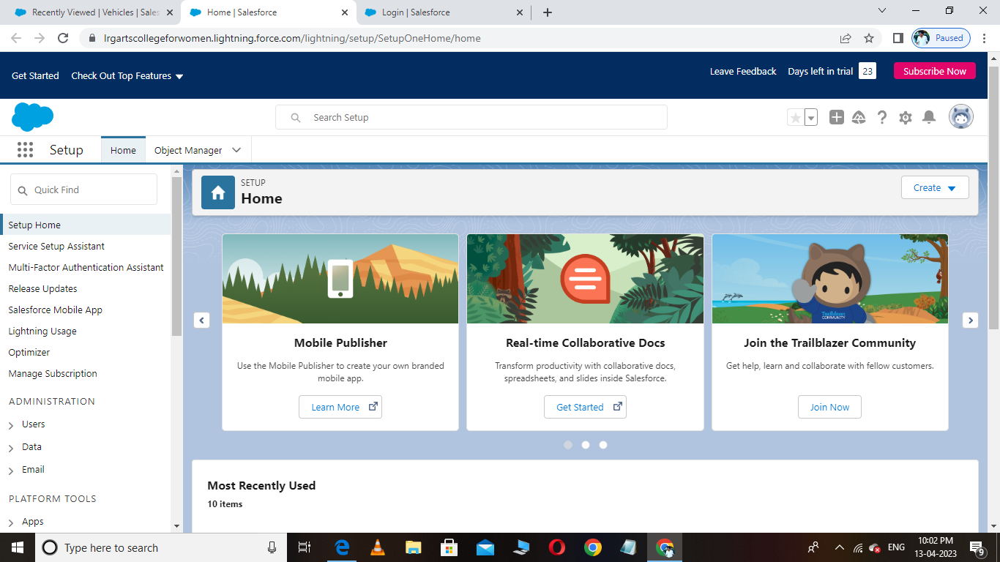 Recently Viewed | Vehicles | Sales
Home | Salesforce
Login | Salesforce
lrgartscollegeforwomen.lightning.force.com/lightning/setup/SetupOneHome/home
Paused
Get Started
Check Out Top Features
Leave Feedback
Days left in trial
23
Subscribe Now
Search Setup
Setup
Home
Object Manager
Quick Find
Setup Home
Service Setup Assistant
Multi-Factor Authentication Assistant
Release Updates
Salesforce Mobile App
Lightning Usage
Optimizer
Manage Subscription
ADMINISTRATION
Users
Data
Email
PLATFORM TOOLS
Apps
SETUP
Home
Create
Mobile Publisher
Use the Mobile Publisher to create your own branded
mobile app.
Learn More
Real-time Collaborative Docs
Transform productivity with collaborative docs,
spreadsheets, and slides inside Salesforce.
Get Started
Trailblazer
COMMUNITY
Join the Trailblazer Community
Get help, learn and collaborate with fellow customers.
Join Now
Most Recently Used
10 items
Type here to search
ENG
10:02 PM
13-04-2023
9